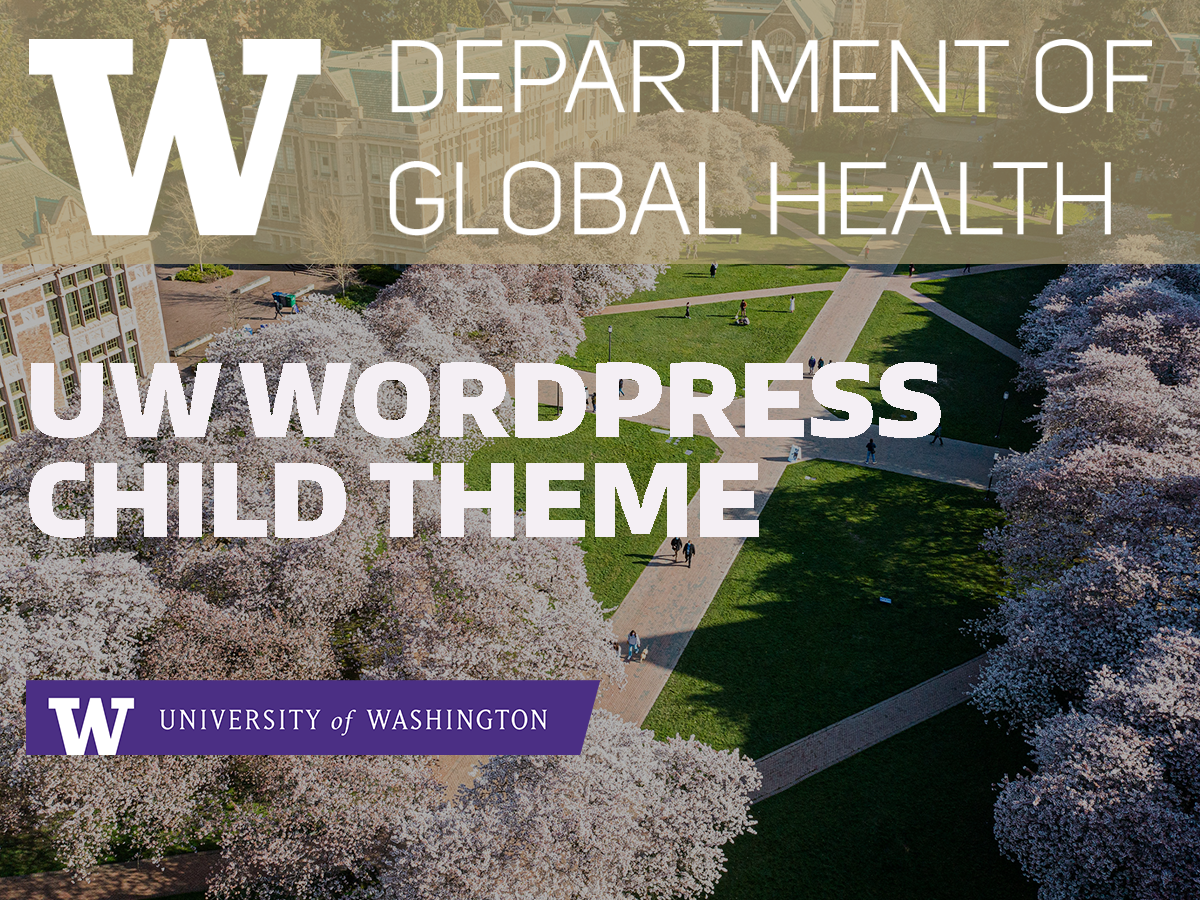 W DEPARTMENT OF
GLOBAL HEALTH
UW WORDPRESS
CHILD THEME
W UNIVERSITY of WASHINGTON